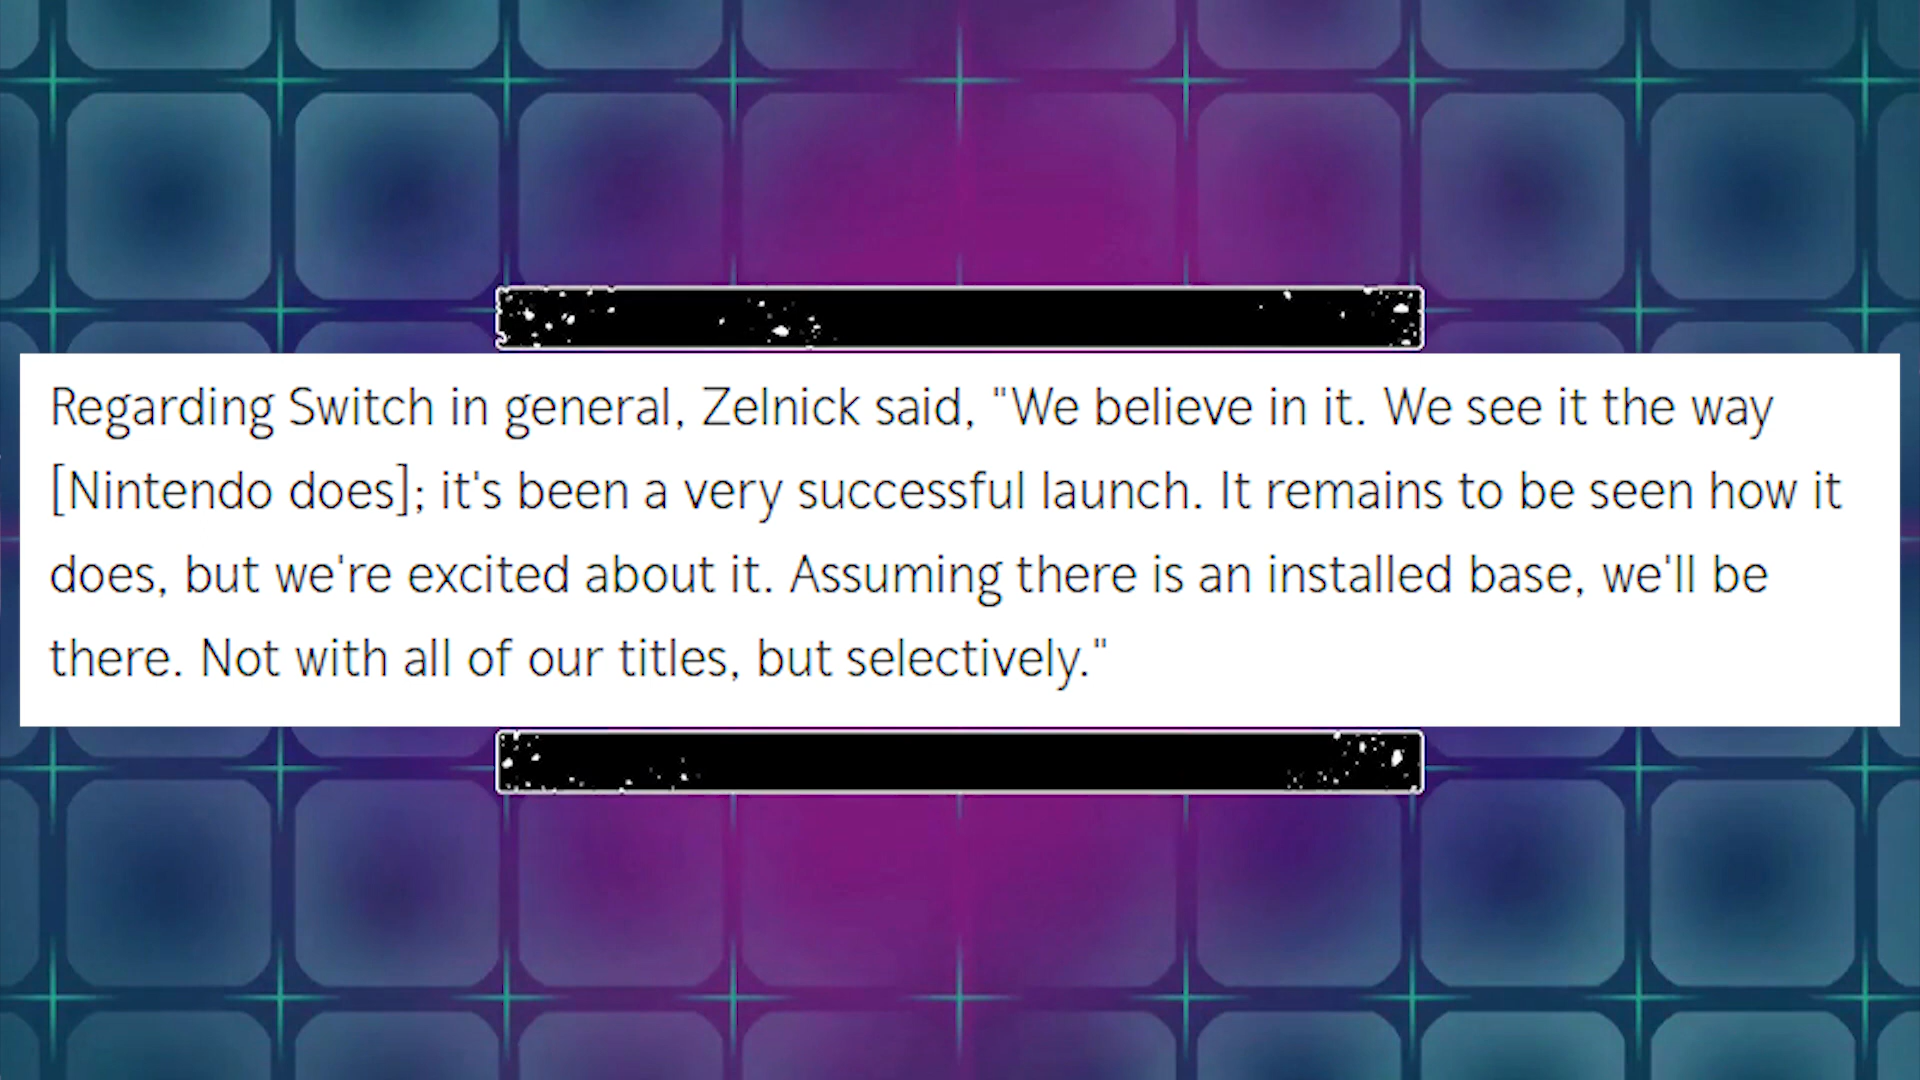 Regarding Switch in general, Zelnick said, "We believe in it. We see it the way
[Nintendo does]; it's been a very successful launch. It remains to be seen how it
does, but we're excited about it. Assuming there is an installed base, we'll be
there. Not with all of our titles, but selectively."